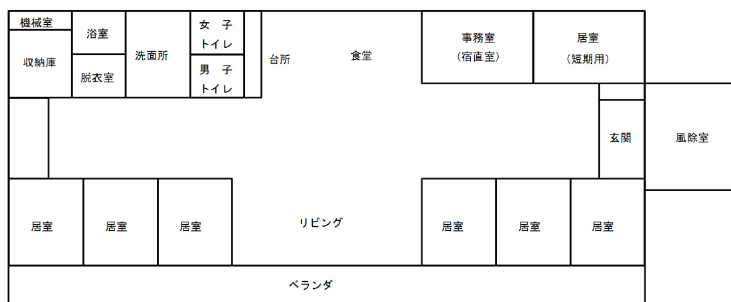 機械室
収納庫
浴室
脱衣室
洗面所
女 子
トイレ
男 子
トイレ
台所
食堂
事務室
(宿直室)
居室
(短期用)
玄関
風除室
居室
居室
居室
リビング
居室
居室
居室
ベランダ